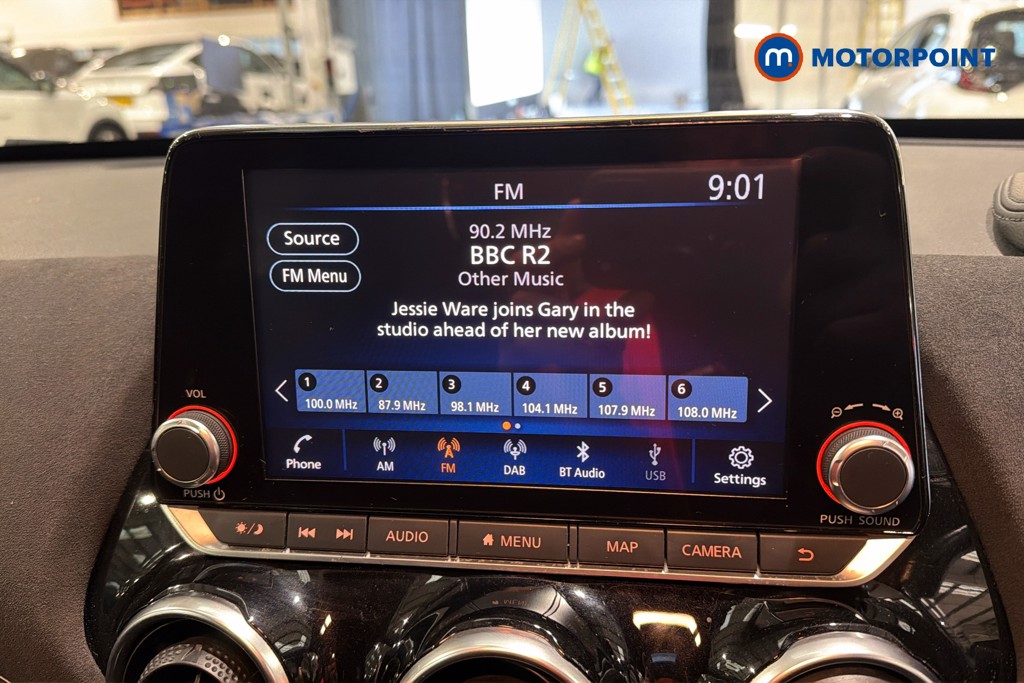 m.
MOTORPOINT
FM
9:01
Source
FM Menu
90.2 MHz
BBC R2
Other Music
Jessie Ware joins Gary in the
studio ahead of her new album!
1
100.0 MHz
2
87.9 MHz
3
98.1 MHz
4
104.1 MHz
5
107.9 MHz
6
108.0 MHz
Phone
AM
FM
DAB
BT Audio
USB
Settings
VOL
PUSH
PUSH SOUND
AUDIO
MENU
MAP
CAMERA